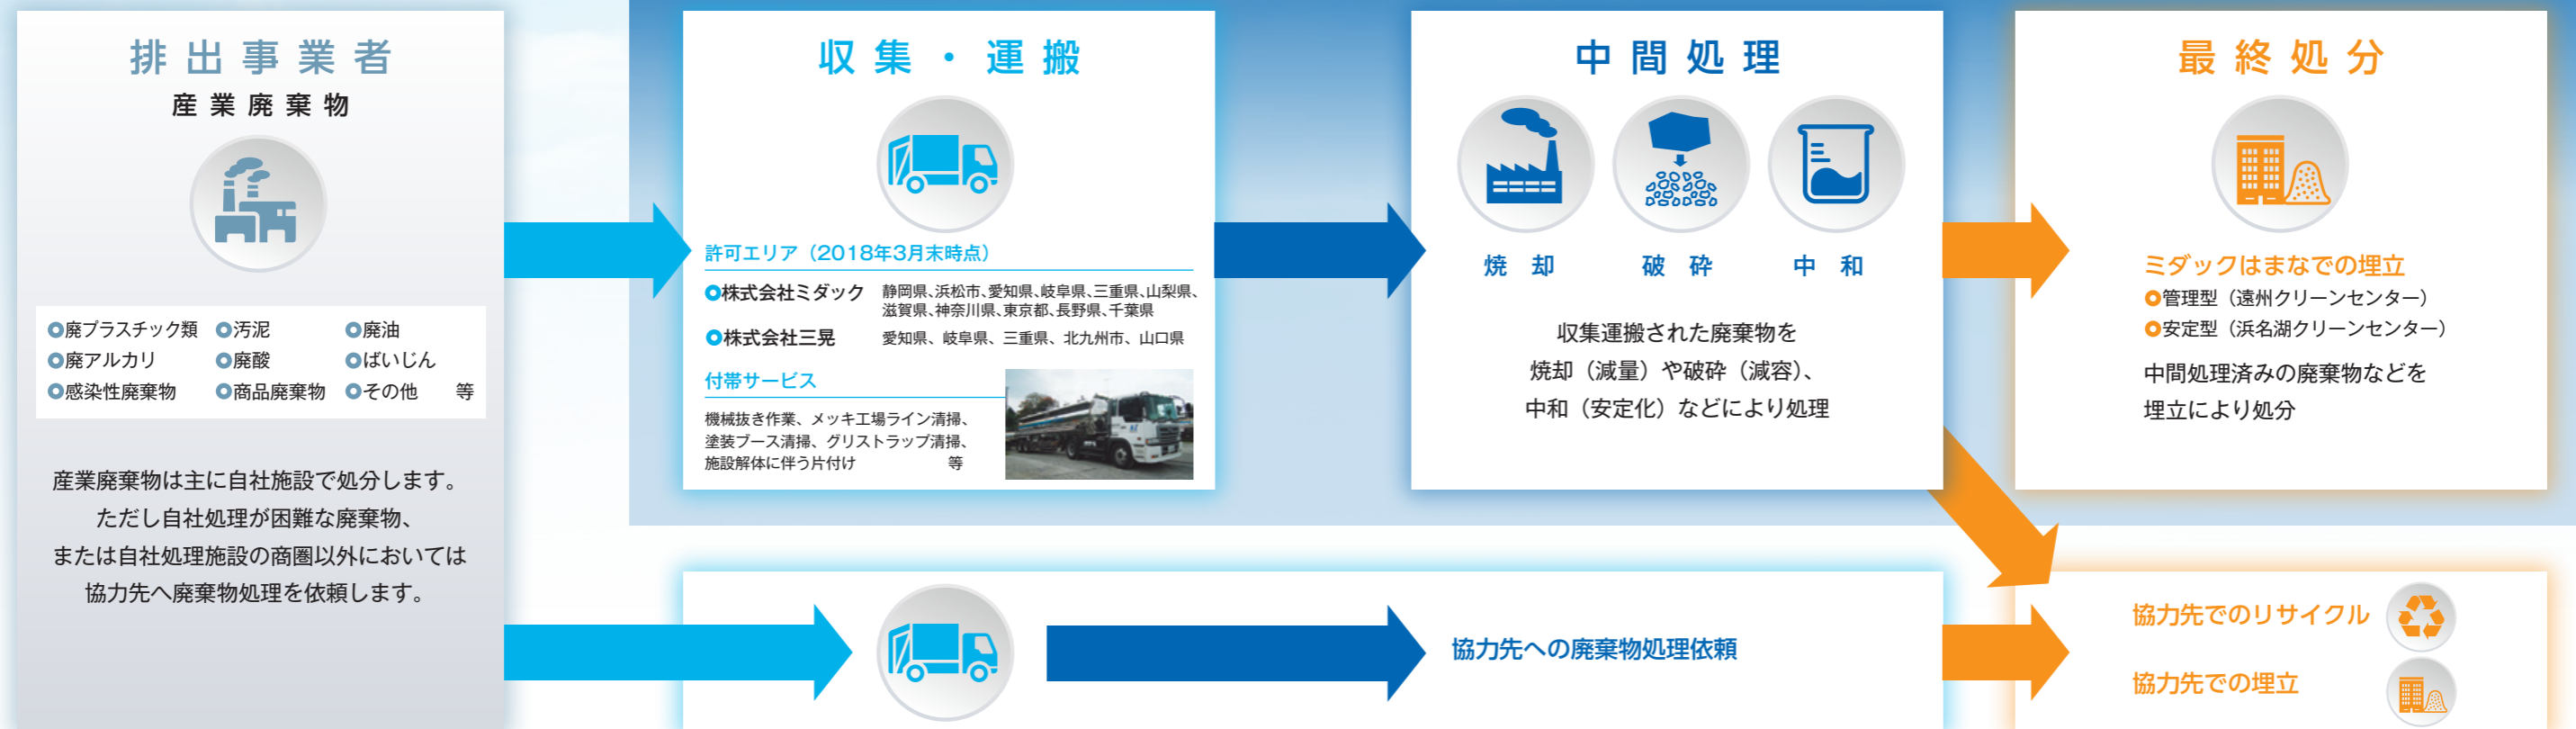 排出事業者
産業廃棄物
廃プラスチック類 汚泥 廃油
廃アルカリ 廃酸 ばいじん
感染性廃棄物 商品廃棄物 その他 等
産業廃棄物は主に自社施設で処分します。
ただし自社処理が困難な廃棄物、
または自社処理施設の商圏以外においては
協力先へ廃棄物処理を依頼します。
収集・運搬
許可エリア（2018年3月末時点）
株式会社ミダック 静岡県、浜松市、愛知県、岐阜県、三重県、山梨県、
滋賀県、神奈川県、東京都、長野県、千葉県
株式会社三晃 愛知県、岐阜県、三重県、北九州市、山口県
付帯サービス
機械抜き作業、メッキ工場ライン清掃、
塗装ブース清掃、グリストラップ清掃、
施設解体に伴う片付け 等
中間処理
焼却 破砕 中和
収集運搬された廃棄物を
焼却（減量）や破砕（減容）、
中和（安定化）などにより処理
最終処分
ミダックはまなでの埋立
管理型（遠州クリーンセンター）
安定型（浜名湖クリーンセンター）
中間処理済みの廃棄物などを
埋立により処分
協力先への廃棄物処理依頼
協力先でのリサイクル
協力先での埋立